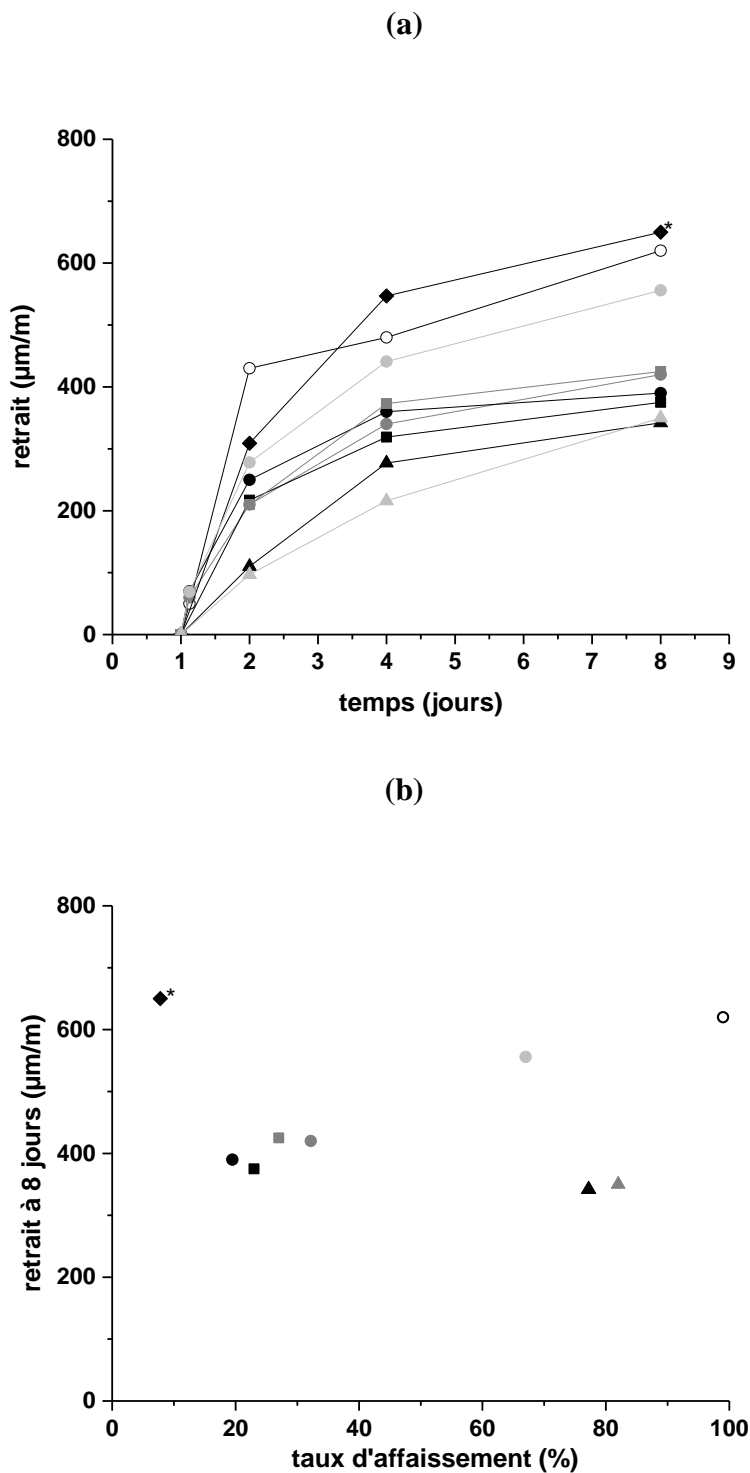 (a)
800
600
400
200
0
retrait (µm/m)
*
0 1 2 3 4 5 6 7 8 9
temps (jours)
(b)
800
600
400
200
0
retrait à 8 jours (µm/m)
*
0 20 40 60 80 100
taux d'affaissement (%)